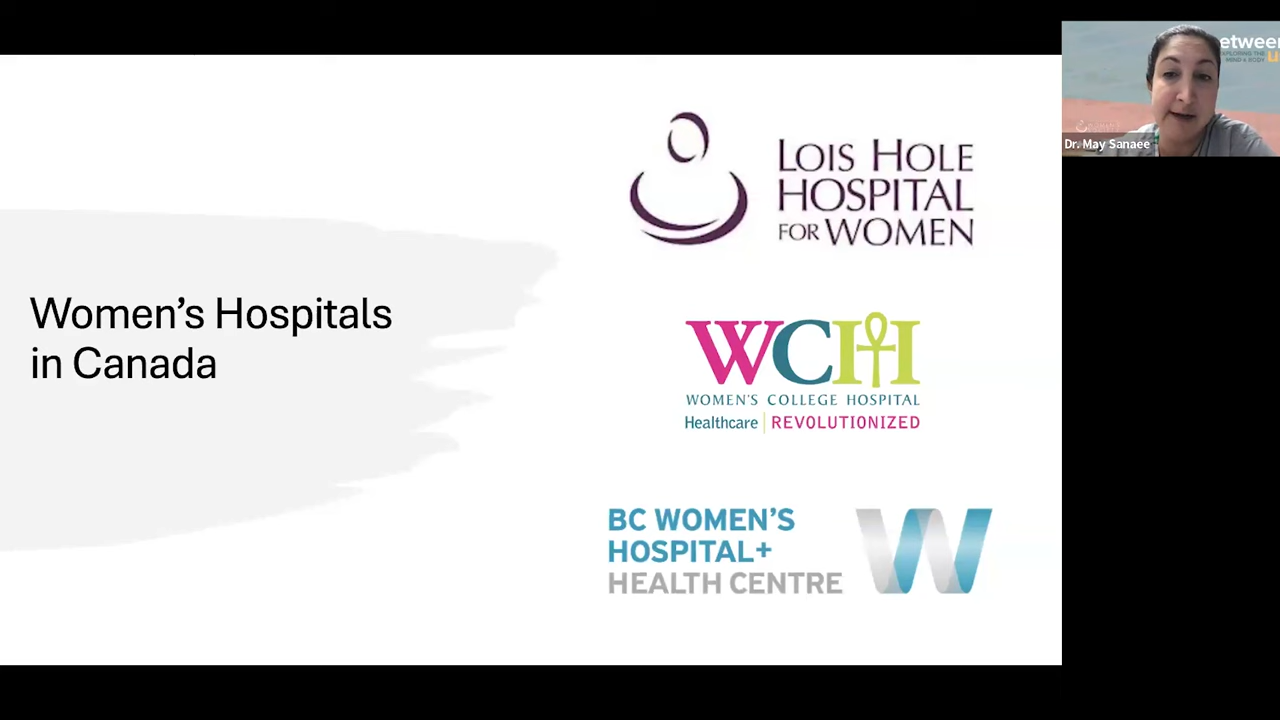 Women's Hospitals
in Canada
LOIS HOLE
HOSPITAL
FOR WOMEN
WCH
WOMEN'S COLLEGE HOSPITAL
Healthcare | REVOLUTIONIZED
BC WOMEN'S
HOSPITAL+
HEALTH CENTRE
W
etween
Dr. May Sanaee